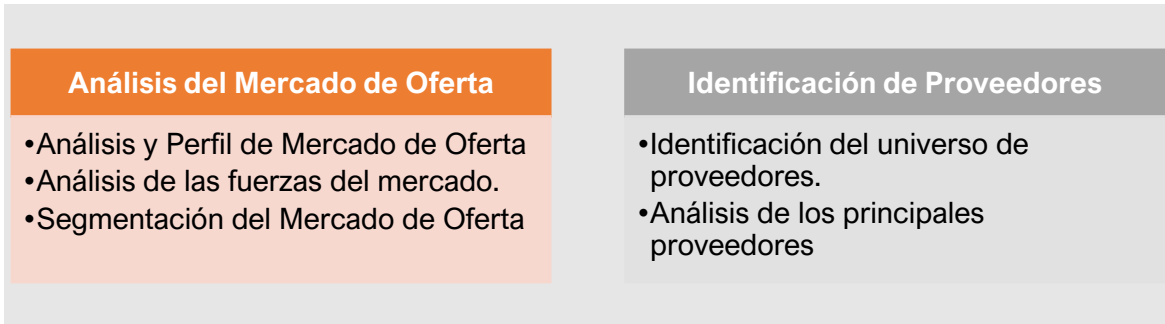 Análisis del Mercado de Oferta
•Análisis y Perfil de Mercado de Oferta
•Análisis de las fuerzas del mercado.
•Segmentación del Mercado de Oferta
Identificación de Proveedores
•Identificación del universo de
proveedores.
•Análisis de los principales
proveedores